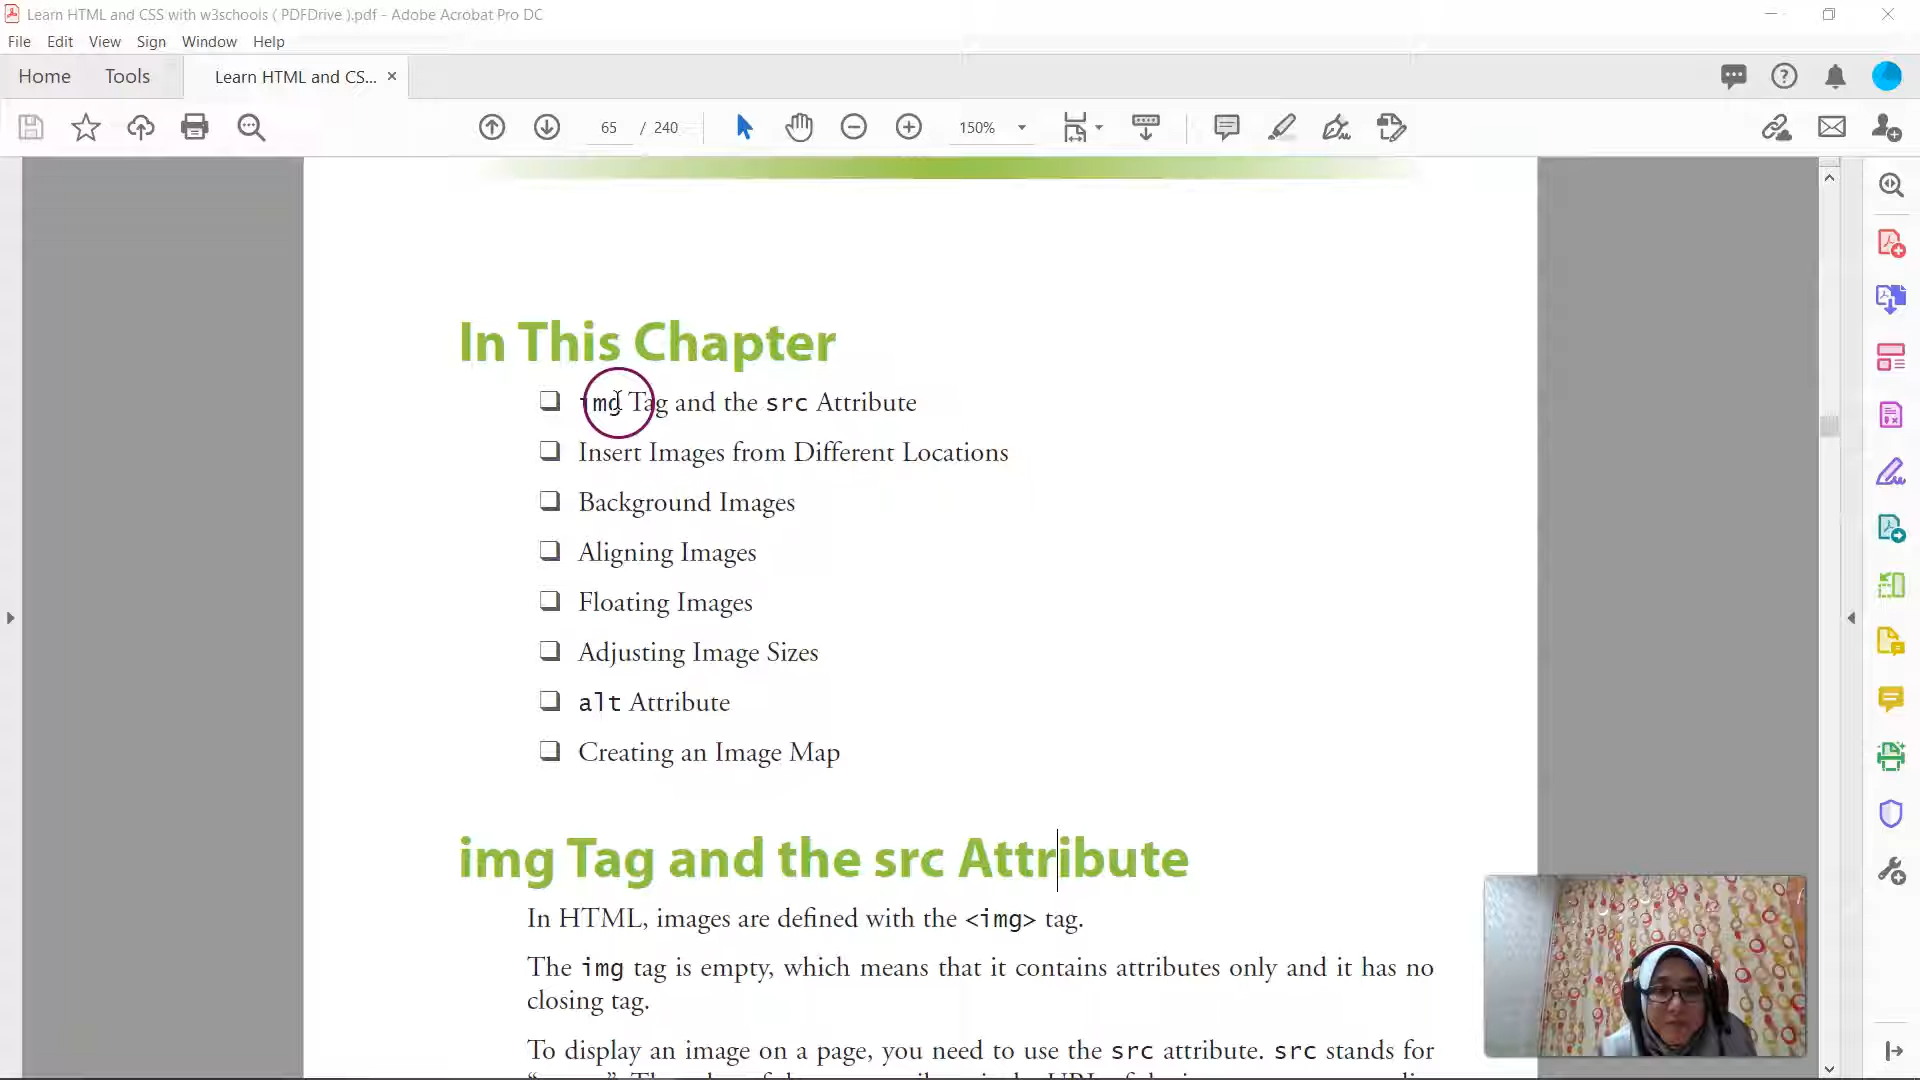 Learn HTML and CSS with w3schools ( PDFDrive ).pdf - Adobe Acrobat Pro DC
File Edit View Sign Window Help
Home Tools Learn HTML and CS... ×
65 / 240 150%
In This Chapter
img Tag and the src Attribute
Insert Images from Different Locations
Background Images
Aligning Images
Floating Images
Adjusting Image Sizes
alt Attribute
Creating an Image Map
img Tag and the src Attribute
In HTML, images are defined with the <img> tag.
The img tag is empty, which means that it contains attributes only and it has no
closing tag.
To display an image on a page, you need to use the src attribute. src stands for